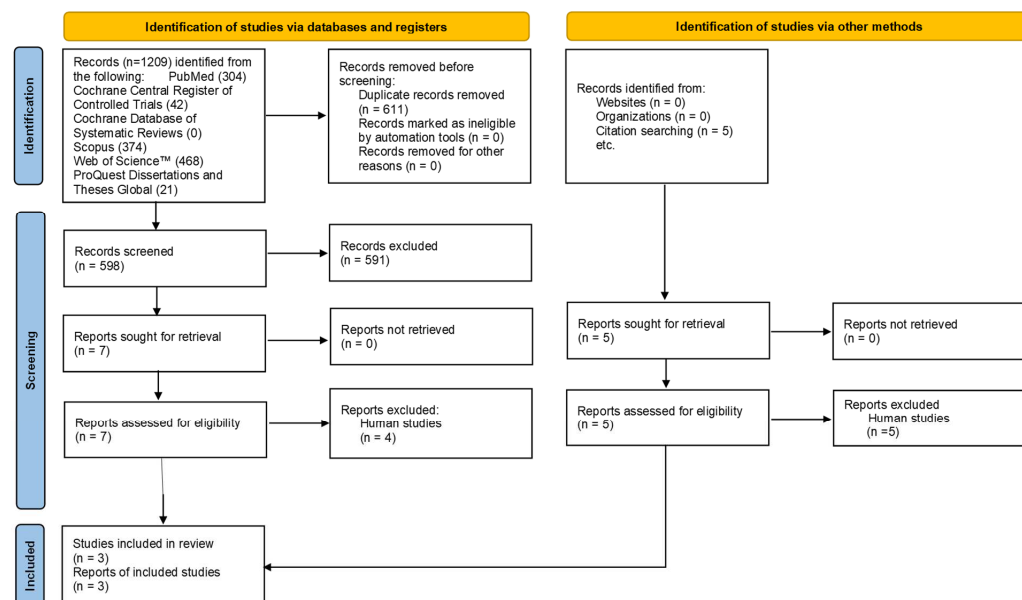 Identification of studies via databases and registers
Identification of studies via other methods
Identification
Records (n=1209) identified from
the following: PubMed (304)
Cochrane Central Register of
Controlled Trials (42)
Cochrane Database of
Systematic Reviews (0)
Scopus (374)
Web of Science™ (468)
ProQuest Dissertations and
Theses Global (21)
Records removed before
screening:
Duplicate records removed
(n = 611)
Records marked as ineligible
by automation tools (n = 0)
Records removed for other
reasons (n = 0)
Records identified from:
Websites (n = 0)
Organizations (n = 0)
Citation searching (n = 5)
etc.
Screening
Records screened
(n = 598)
Records excluded
(n = 591)
Reports sought for retrieval
(n = 7)
Reports not retrieved
(n = 0)
Reports sought for retrieval
(n = 5)
Reports not retrieved
(n = 0)
Reports assessed for eligibility
(n = 7)
Reports excluded:
Human studies
(n = 4)
Reports assessed for eligibility
(n = 5)
Reports excluded
Human studies
(n =5)
Included
Studies included in review
(n = 3)
Reports of included studies
(n = 3)